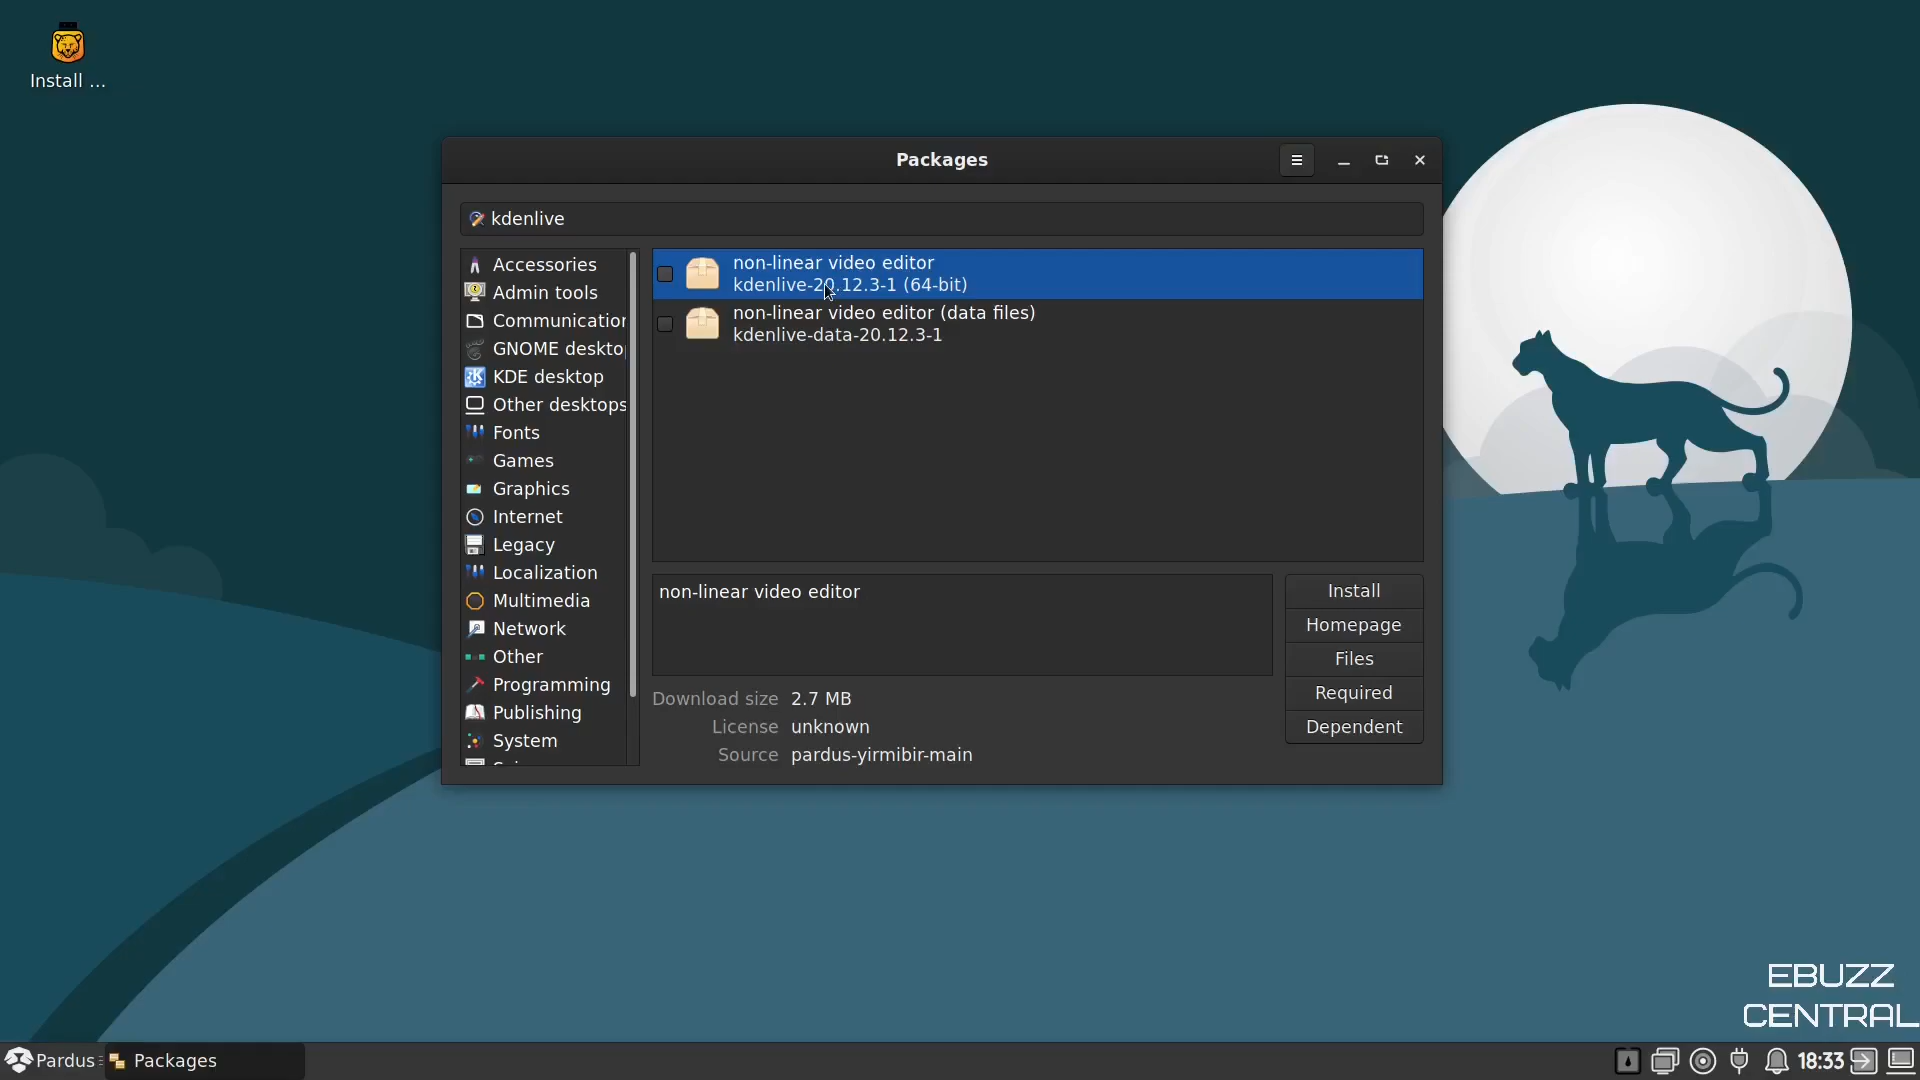 Install ...
Packages
kdenlive
Accessories
Admin tools
Communication
GNOME deskto
KDE desktop
Other desktops
Fonts
Games
Graphics
Internet
Legacy
Localization
Multimedia
Network
Other
Programming
Publishing
System
non-linear video editor
kdenlive-20.12.3-1 (64-bit)
non-linear video editor (data files)
kdenlive-data-20.12.3-1
non-linear video editor
Download size 2.7 MB
License unknown
Source pardus-yirmibir-main
Install
Homepage
Files
Required
Dependent
EBUZZ
CENTRAL
Pardus
Packages
18:33